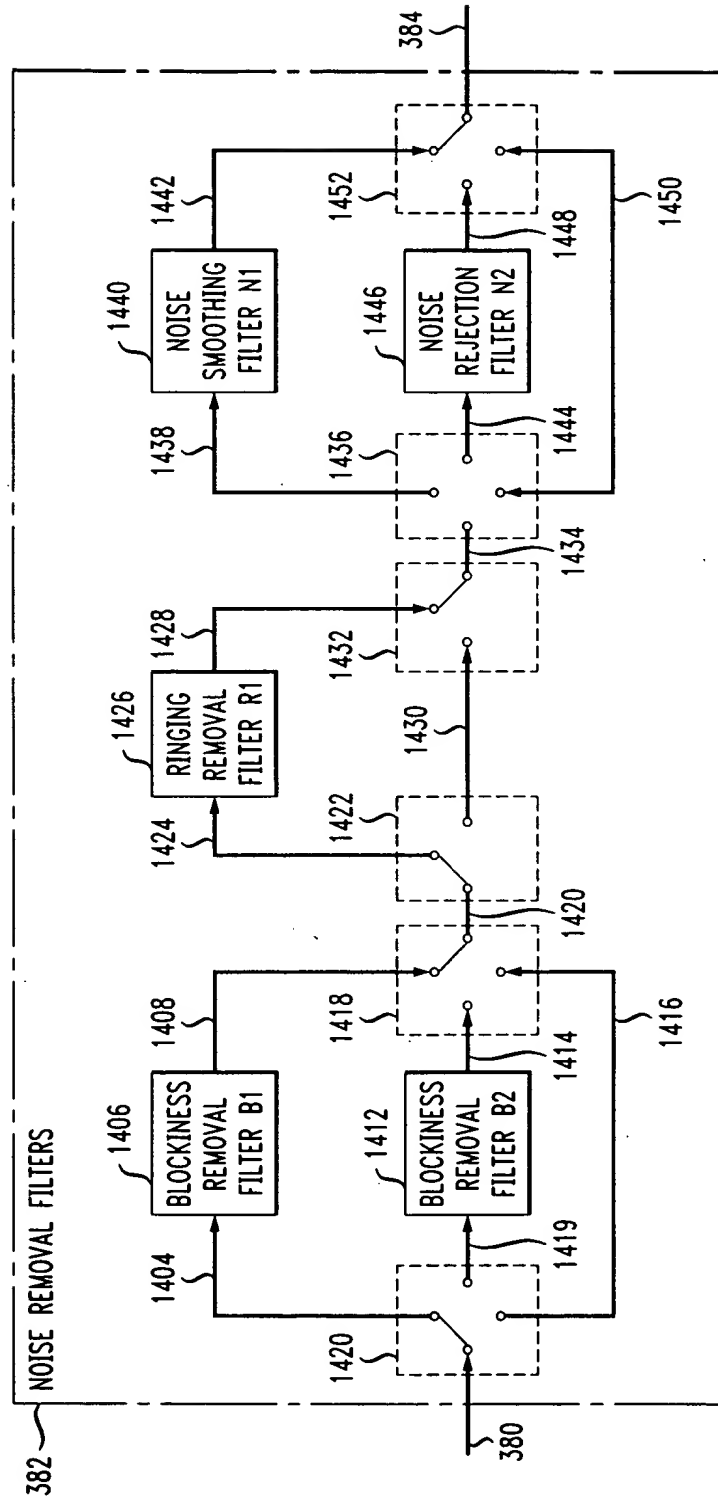 382
NOISE REMOVAL FILTERS
380
1420
1404
1406
BLOCKINESS
REMOVAL
FILTER B1
1408
1419
1412
BLOCKINESS
REMOVAL
FILTER B2
1414
1416
1418
1420
1422
1424
1426
RINGING
REMOVAL
FILTER R1
1428
1430
1432
1434
1436
1438
1440
NOISE
SMOOTHING
FILTER N1
1442
1444
1446
NOISE
REJECTION
FILTER N2
1448
1450
1452
384